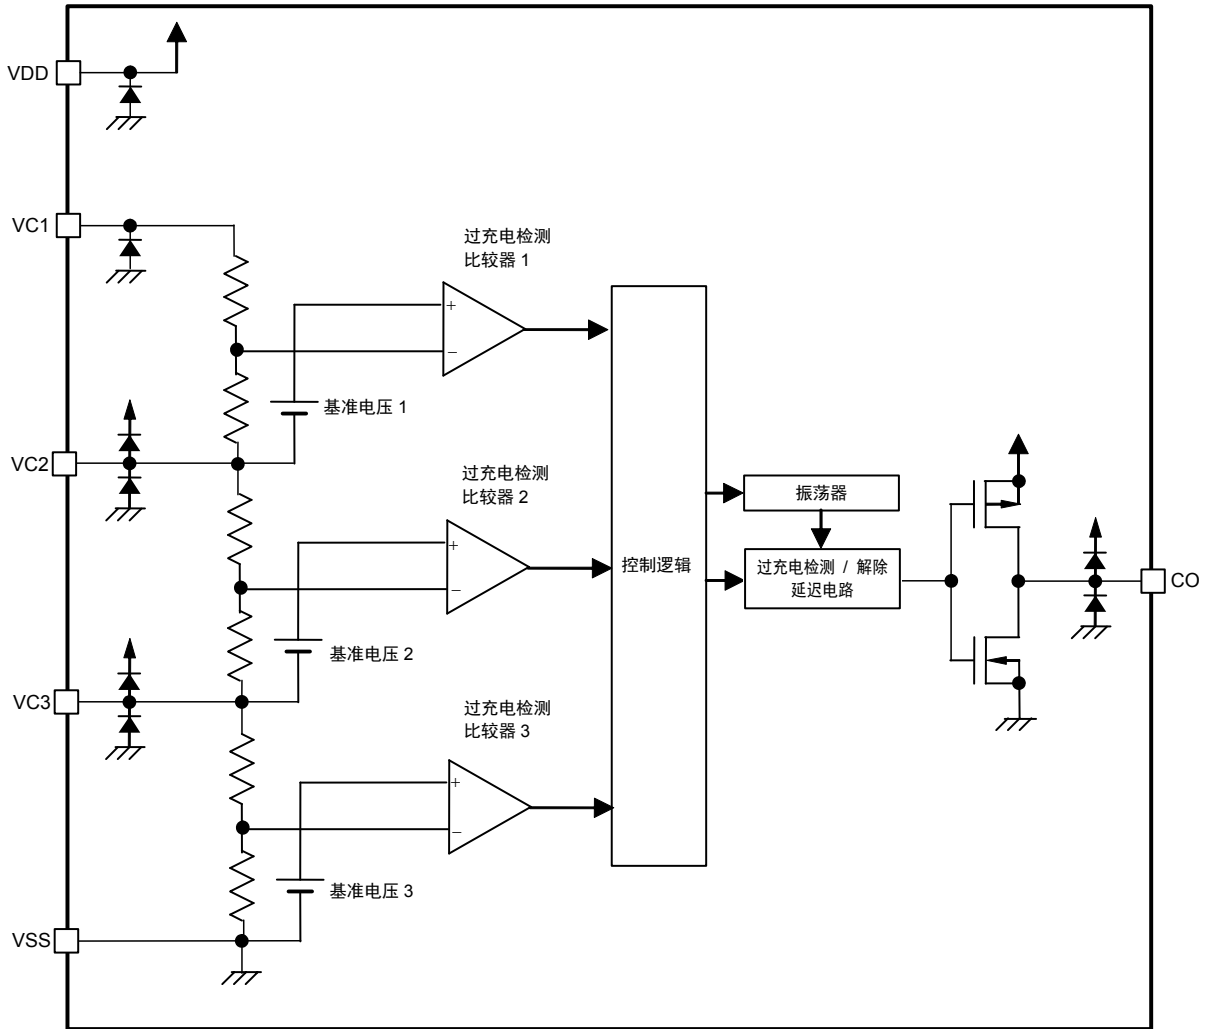 VDD
VC1
过充电检测
比较器 1
+
−
基准电压 1
VC2
过充电检测
比较器 2
+
−
基准电压 2
控制逻辑
振荡器
过充电检测 / 解除
延迟电路
CO
VC3
过充电检测
比较器 3
+
−
基准电压 3
VSS